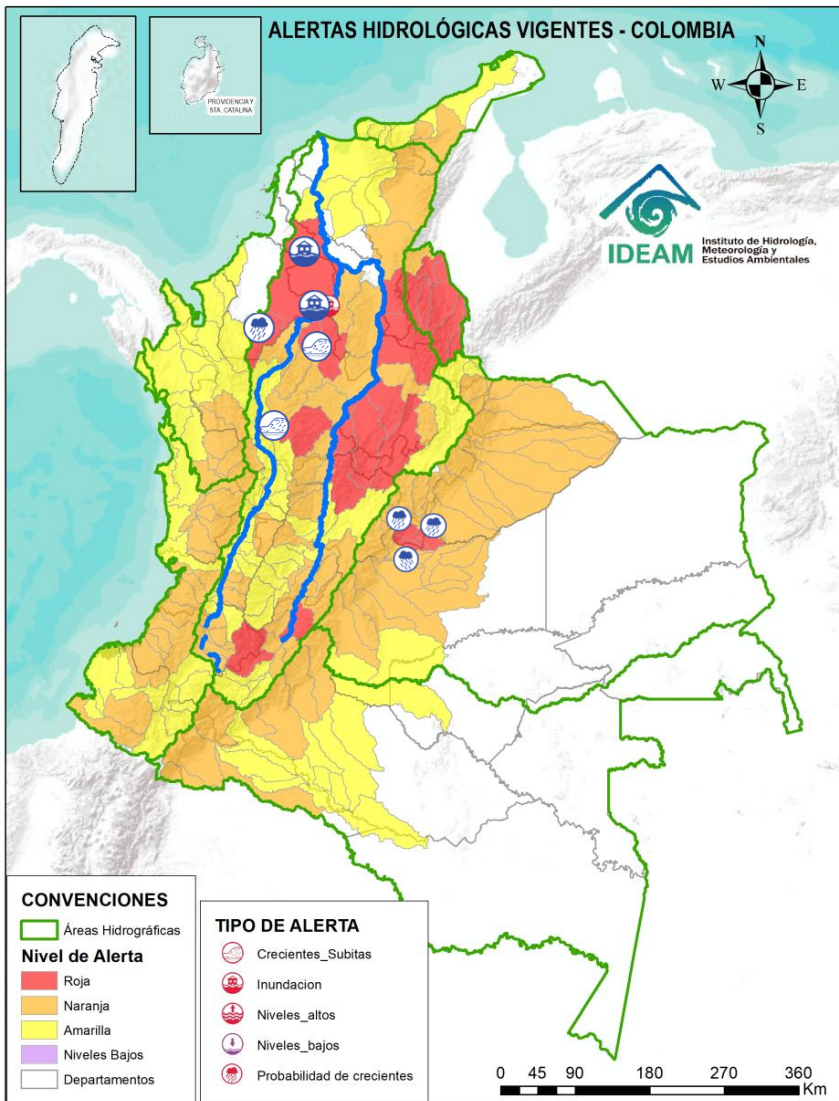 ALERTAS HIDROLÓGICAS VIGENTES - COLOMBIA
PROVIDENCIA Y
STA. CATALINA
N
W
E
S
IDEAM
Instituto de Hidrología,
Meteorología y
Estudios Ambientales
CONVENCIONES
Áreas Hidrográficas
Nivel de Alerta
Roja
Naranja
Amarilla
Niveles Bajos
Departamentos
TIPO DE ALERTA
Crecientes_Subitas
Inundacion
Niveles_altos
Niveles_bajos
Probabilidad de crecientes
0 45 90 180 270 360
Km